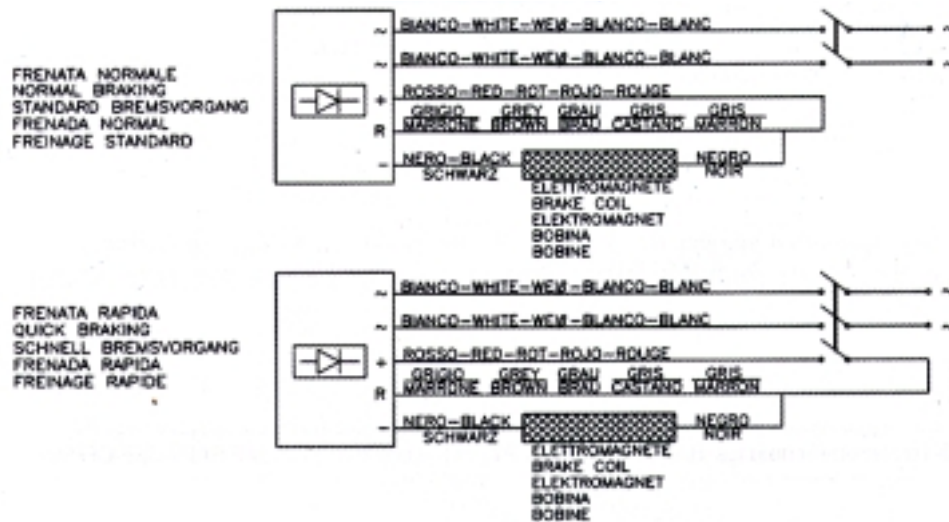 FRENATA NORMALE
NORMAL BRAKING
STANDARD BREMSVORGANG
FRENADA NORMAL
FREINAGE STANDARD
~ BIANCO-WHITE-WEIß-BLANCO-BLANC ~
~ BIANCO-WHITE-WEIß-BLANCO-BLANC ~
+ ROSSO-RED-ROT-ROJO-ROUGE
GRIGIO GREY GRAU GRIS GRIS
R MARRONE BROWN BRAU CASTANO MARRON
- NERO-BLACK NEGRO
SCHWARZ NOIR
ELETTROMAGNETE
BRAKE COIL
ELEKTROMAGNET
BOBINA
BOBINE
FRENATA RAPIDA
QUICK BRAKING
SCHNELL BREMSVORGANG
FRENADA RAPIDA
FREINAGE RAPIDE
~ BIANCO-WHITE-WEIß-BLANCO-BLANC ~
~ BIANCO-WHITE-WEIß-BLANCO-BLANC ~
+ ROSSO-RED-ROT-ROJO-ROUGE
GRIGIO GREY GRAU GRIS GRIS
R MARRONE BROWN BRAU CASTANO MARRON
- NERO-BLACK NEGRO
SCHWARZ NOIR
ELETTROMAGNETE
BRAKE COIL
ELEKTROMAGNET
BOBINA
BOBINE